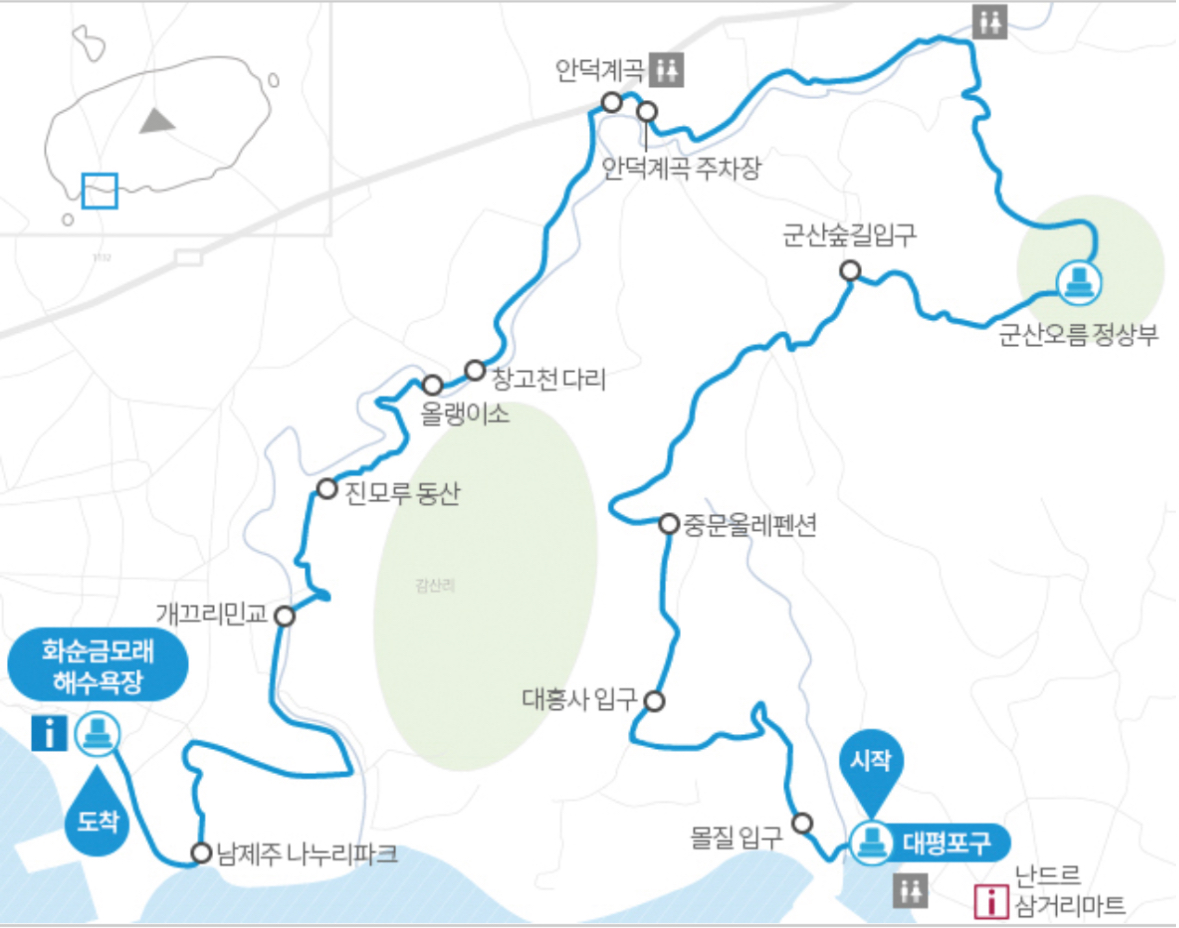 안덕계곡
안덕계곡 주차장
군산숲길입구
1132
군산오름 정상부
창고천 다리
올랭이소
진모루 동산
중문올레펜션
감산리
개끄리민교
화순금모래
해수욕장
대흥사 입구
시작
도착
몰질 입구
대평포구
남제주 나누리파크
난드르
삼거리마트